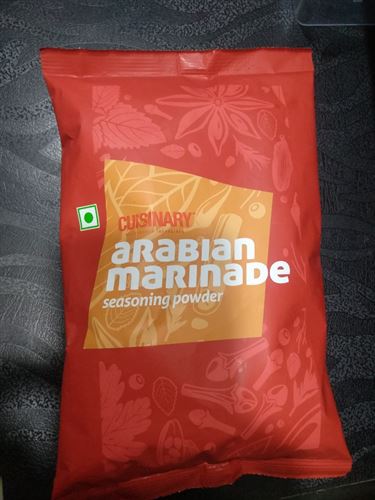 CUISINARY
arabian
marinade
seasoning powder